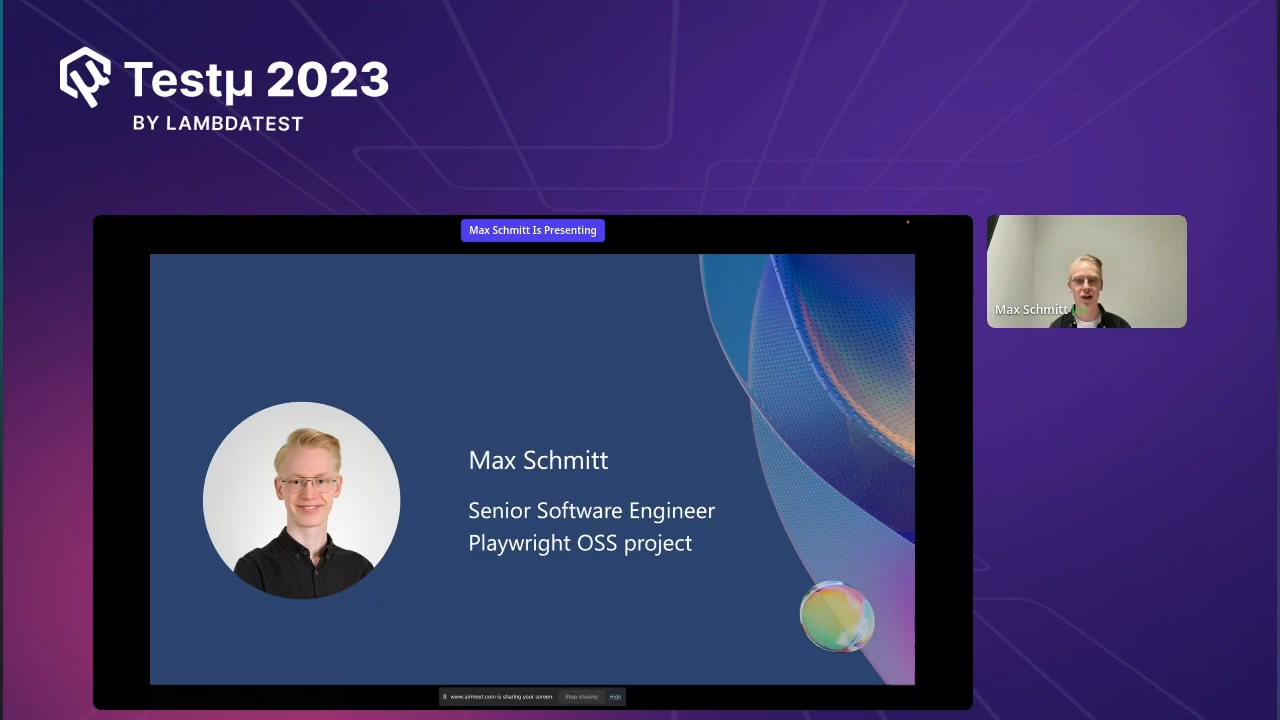 Testμ 2023
BY LAMBDATEST
Max Schmitt Is Presenting
Max Schmitt
Max Schmitt
Senior Software Engineer
Playwright OSS project
www.airmeet.com is sharing your screen.
Stop sharing
Hide